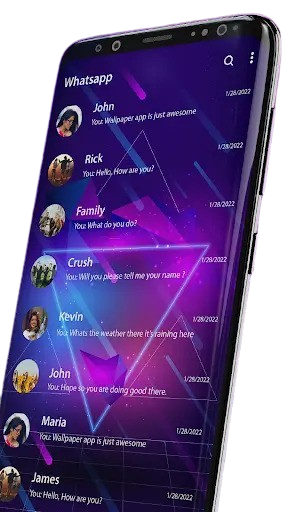 Whatsapp
John
1/28/2022
You: Wallpaper app is just awesome
Rick
1/28/2022
You: Hello, How are you?
Family
1/28/2022
You: What do you do?
Crush
1/28/2022
You: Will you please tell me your name ?
Kevin
1/28/2022
You: Whats the weather there it's raining here
John
1/28/2022
You: Hope so you are doing good there.
Maria
1/28/2022
You: Wallpaper app is just awesome
James
1/28/2022
You: Hello, How are you?